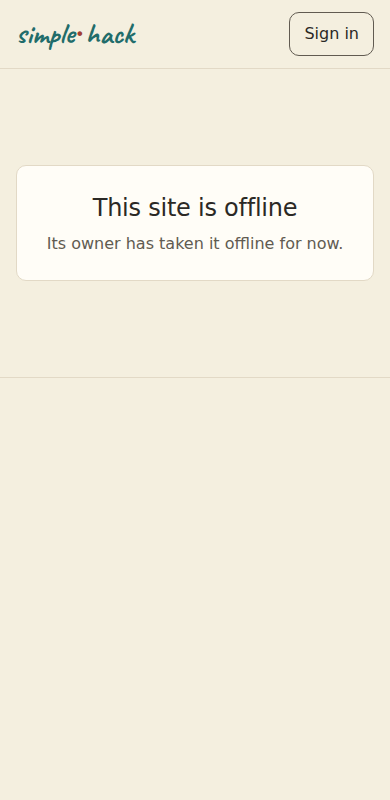 simple hack
Sign in
This site is offline
Its owner has taken it offline for now.